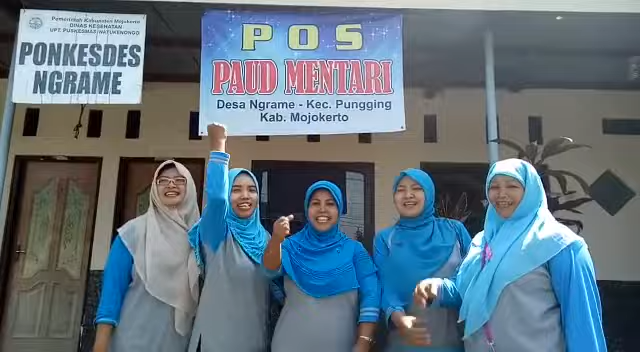 Pemerintah Kabupaten Mojokerto
DINAS KESEHATAN
UPT. PUSKESMAS WATUKENONGO
PONKESDES
NGRAME
POS
PAUD MENTARI
Desa Ngrame - Kec. Pungging
Kab. Mojokerto